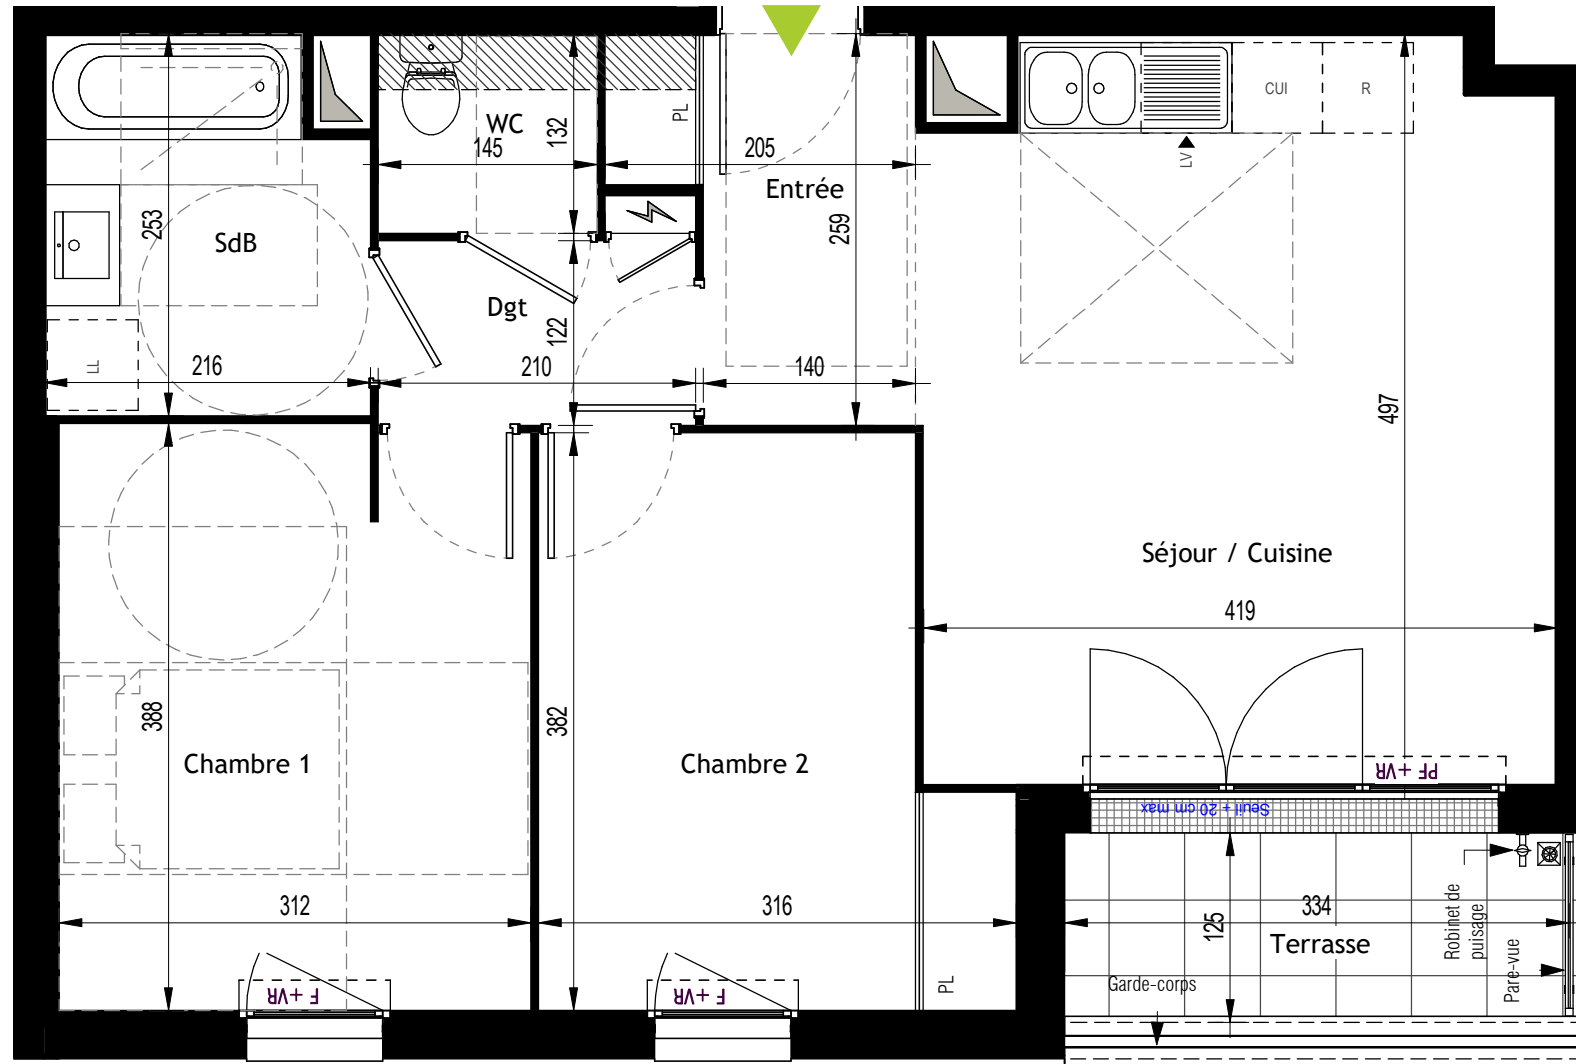 CUI
R
PL
WC
145
132
205
LV
Entrée
259
253
SdB
Dgt
122
LL
216
210
140
497
Séjour / Cuisine
419
388
382
Chambre 1
Chambre 2
PF +VR
Seuil + 20 cm max
312
316
125
334
Robinet de
puisage
Terrasse
Pare-vue
Garde-corps
F +VR
F +VR
PL